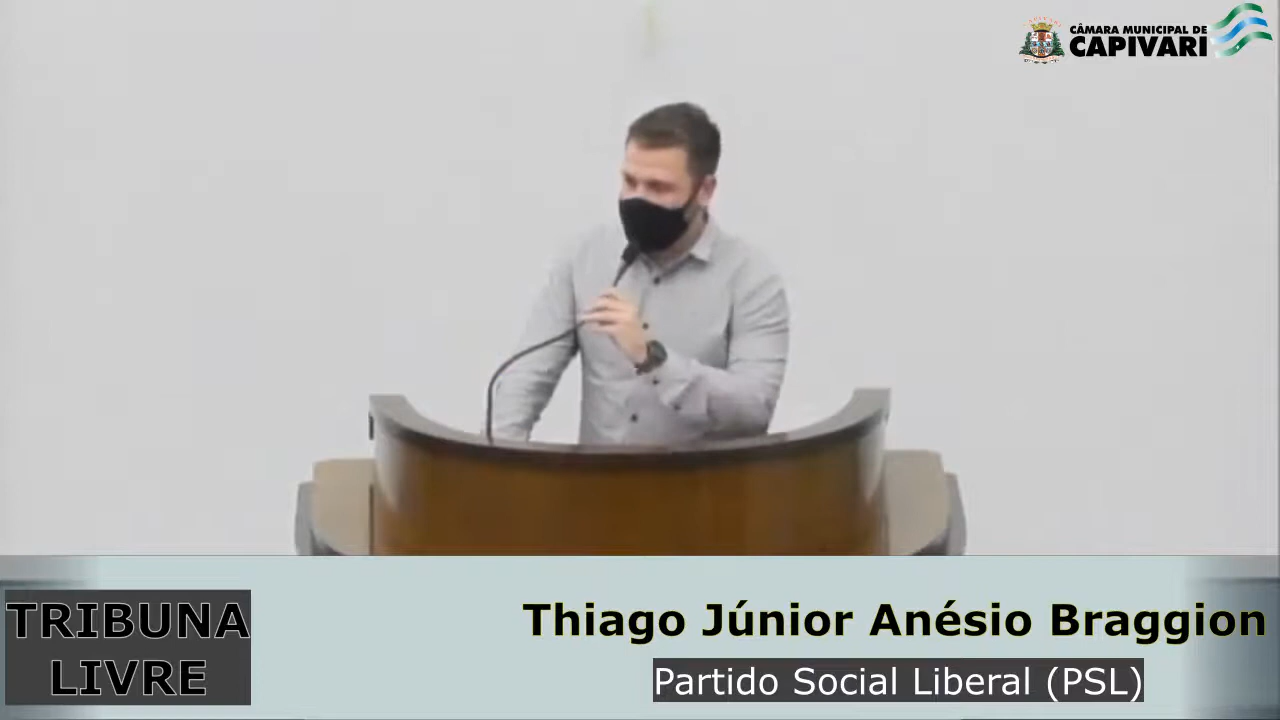 CÂMARA MUNICIPAL DE
CAPIVARI
TRIBUNA
LIVRE
Thiago Júnior Anésio Braggion
Partido Social Liberal (PSL)